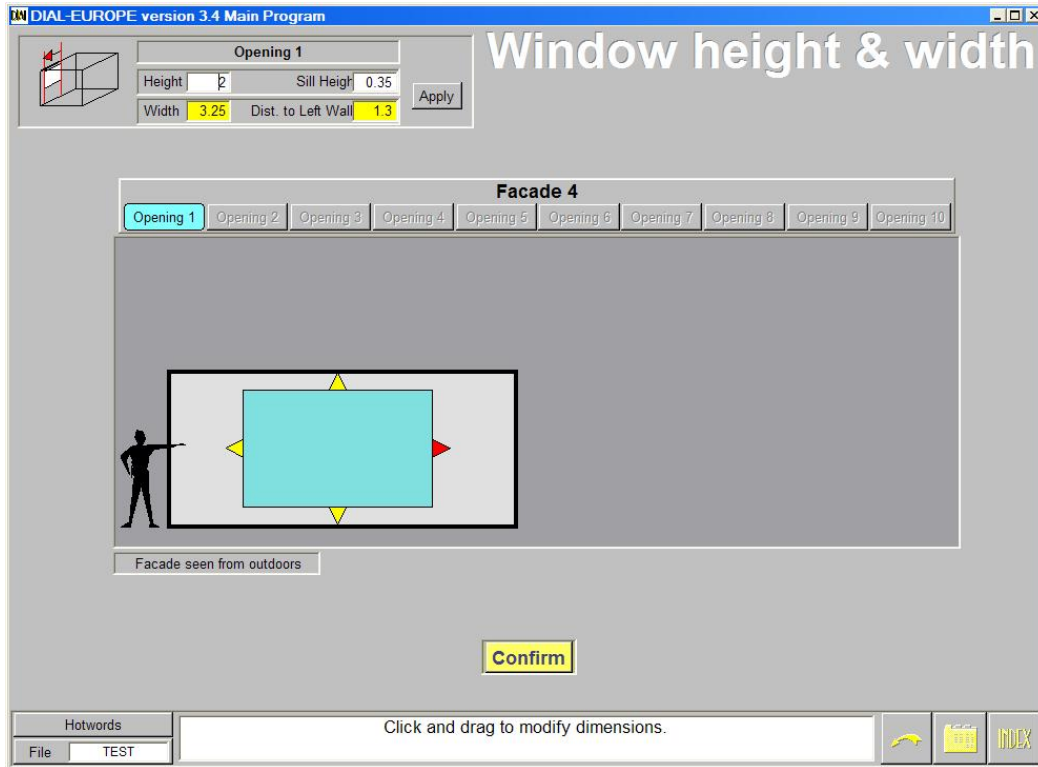 DIAL-EUROPE version 3.4 Main Program
Window height & width
Opening 1
Height 2 Sill Heigh 0.35
Width 3.25 Dist. to Left Wall 1.3
Apply
Facade 4
Opening 1 Opening 2 Opening 3 Opening 4 Opening 5 Opening 6 Opening 7 Opening 8 Opening 9 Opening 10
Facade seen from outdoors
Confirm
Hotwords
File TEST
Click and drag to modify dimensions.
INDEX